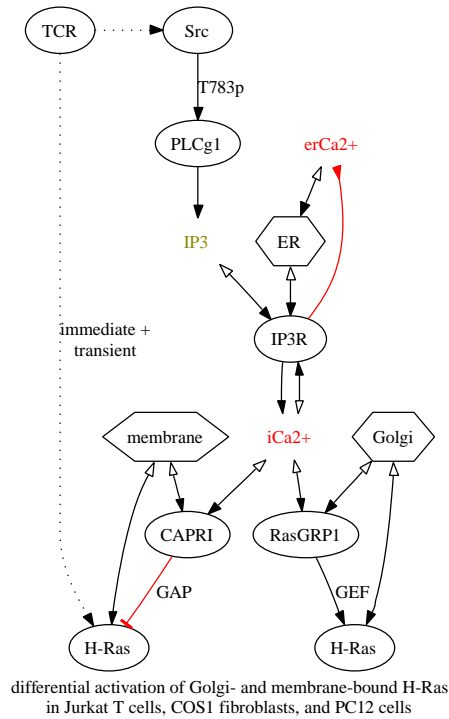 TCR
Src
T783p
PLCg1
erCa2+
IP3
ER
immediate +
transient
IP3R
membrane
iCa2+
Golgi
CAPRI
RasGRP1
GAP
GEF
H-Ras
H-Ras
differential activation of Golgi- and membrane-bound H-Ras
in Jurkat T cells, COS1 fibroblasts, and PC12 cells